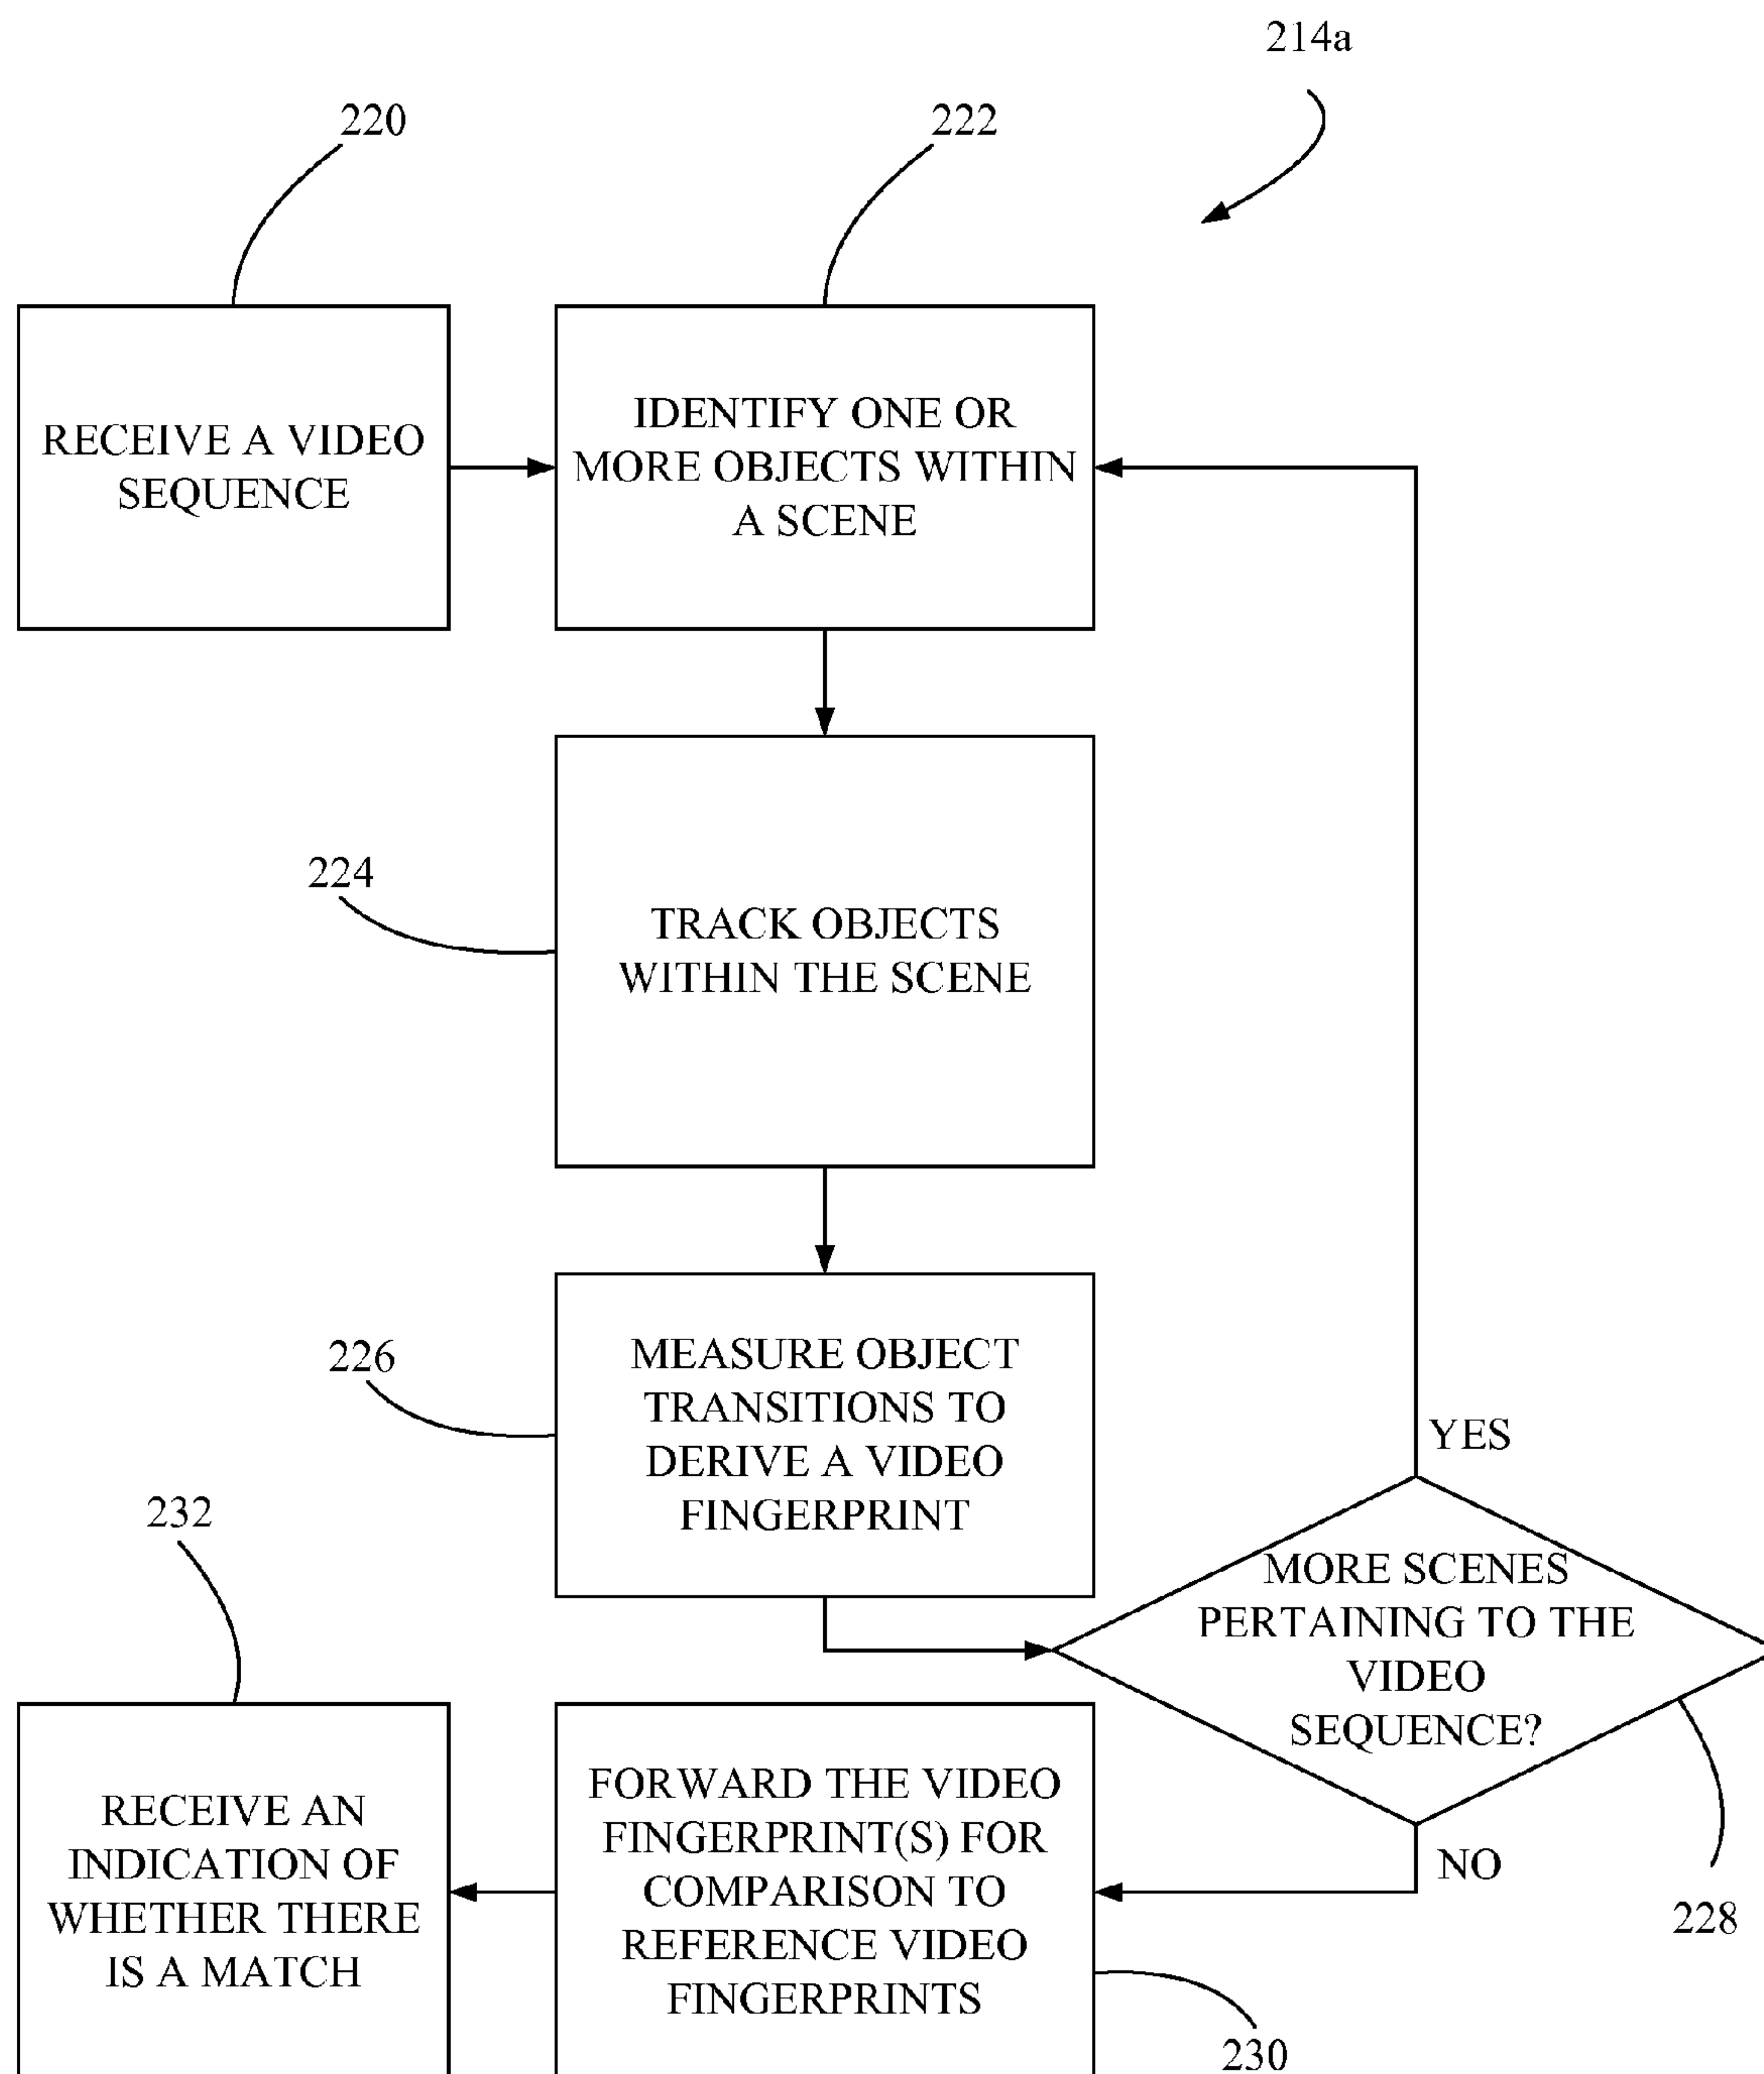 214a
220
222
RECEIVE A VIDEO
SEQUENCE
IDENTIFY ONE OR
MORE OBJECTS WITHIN
A SCENE
224
TRACK OBJECTS
WITHIN THE SCENE
226
MEASURE OBJECT
TRANSITIONS TO
DERIVE A VIDEO
FINGERPRINT
YES
MORE SCENES
PERTAINING TO THE
VIDEO
SEQUENCE?
228
NO
FORWARD THE VIDEO
FINGERPRINT(S) FOR
COMPARISON TO
REFERENCE VIDEO
FINGERPRINTS
230
232
RECEIVE AN
INDICATION OF
WHETHER THERE
IS A MATCH